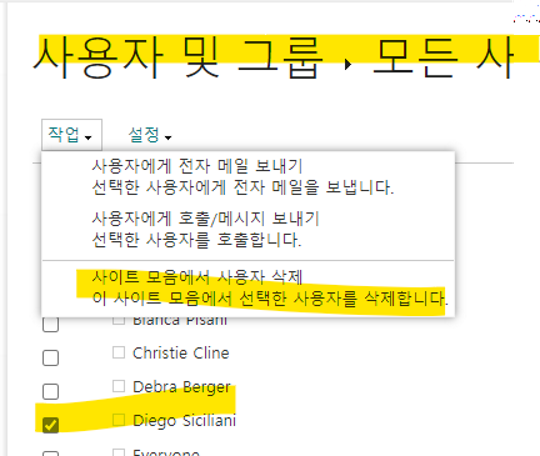 사용자 및 그룹 ▸ 모든 사
작업 설정
사용자에게 전자 메일 보내기
선택한 사용자에게 전자 메일을 보냅니다.
사용자에게 호출/메시지 보내기
선택한 사용자를 호출합니다.
사이트 모음에서 사용자 삭제
이 사이트 모음에서 선택한 사용자를 삭제합니다.
Bianca Pisani
Christie Cline
Debra Berger
Diego Siciliani
Everyone